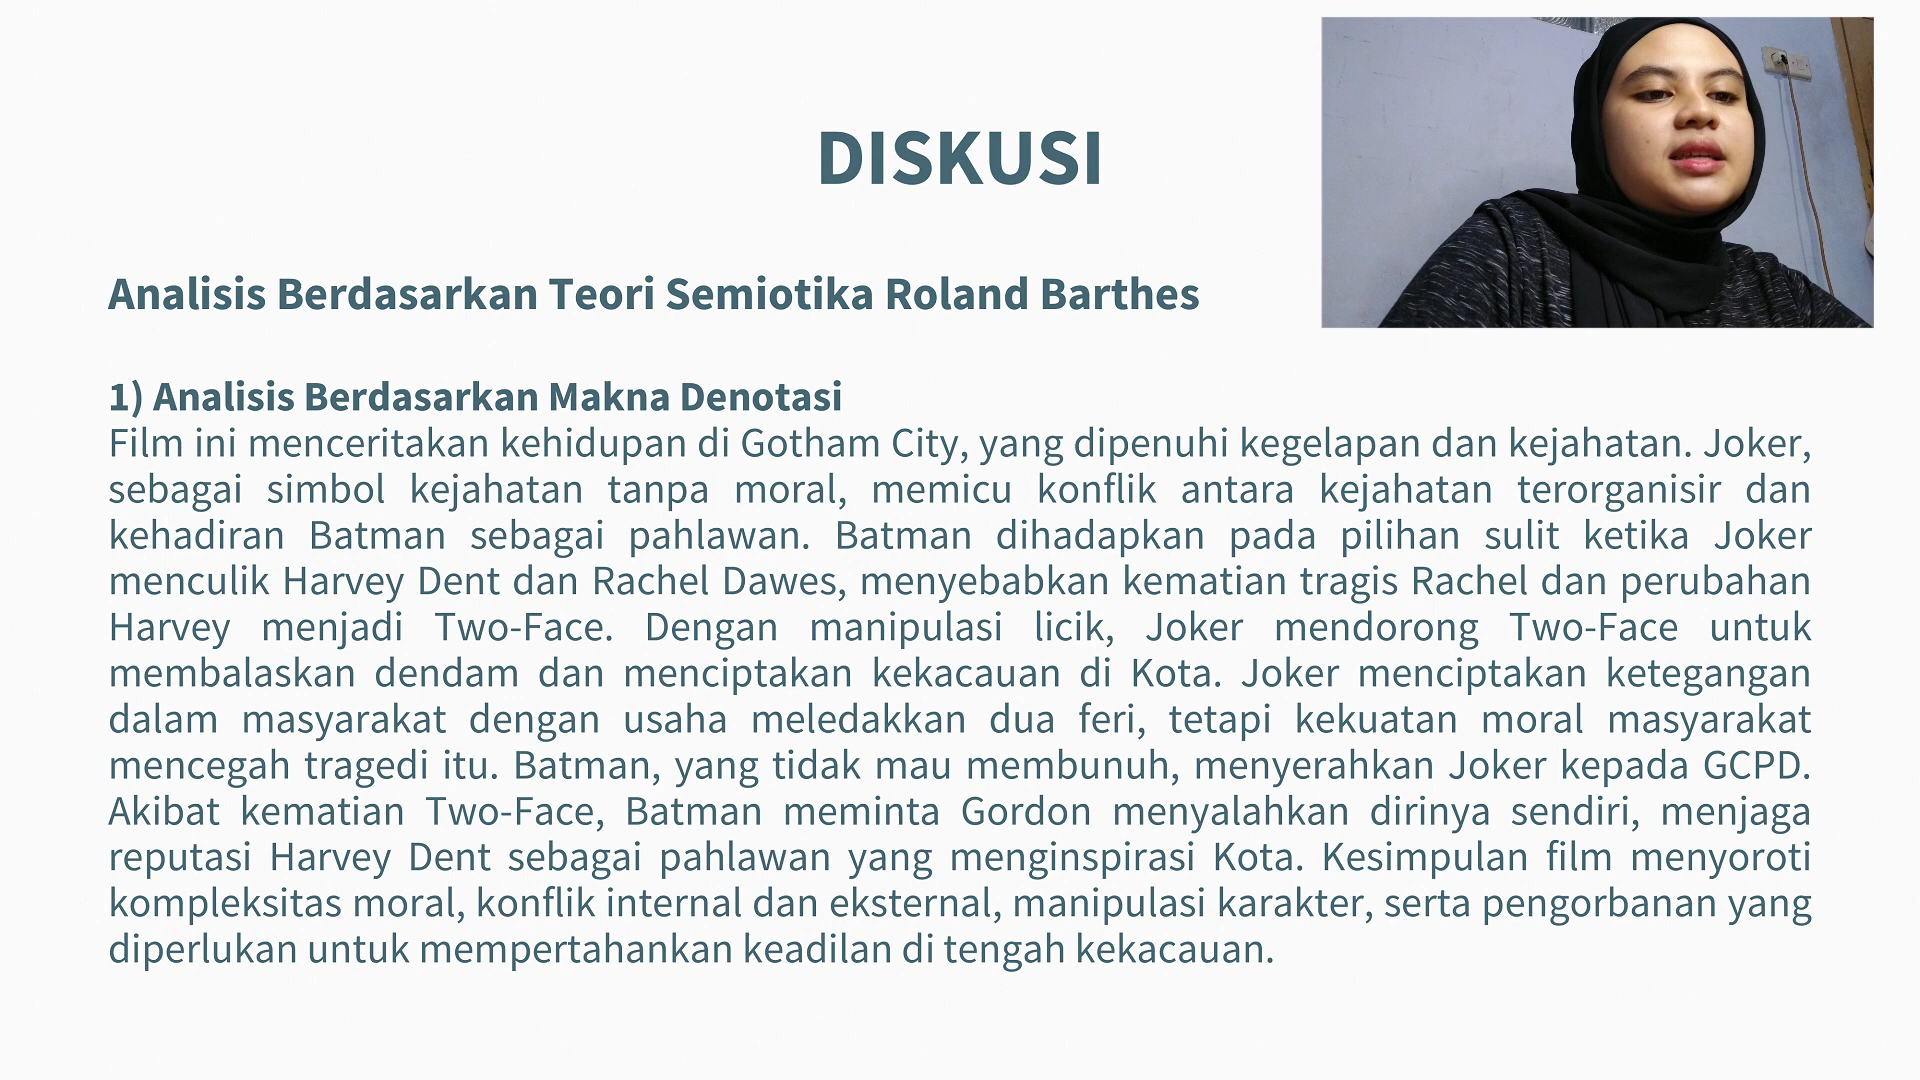 DISKUSI
Analisis Berdasarkan Teori Semiotika Roland Barthes
1) Analisis Berdasarkan Makna Denotasi
Film ini menceritakan kehidupan di Gotham City, yang dipenuhi kegelapan dan kejahatan. Joker,
sebagai simbol kejahatan tanpa moral, memicu konflik antara kejahatan terorganisir dan
kehadiran Batman sebagai pahlawan. Batman dihadapkan pada pilihan sulit ketika Joker
menculik Harvey Dent dan Rachel Dawes, menyebabkan kematian tragis Rachel dan perubahan
Harvey menjadi Two-Face. Dengan manipulasi licik, Joker mendorong Two-Face untuk
membalaskan dendam dan menciptakan kekacauan di Kota. Joker menciptakan ketegangan
dalam masyarakat dengan usaha meledakkan dua feri, tetapi kekuatan moral masyarakat
mencegah tragedi itu. Batman, yang tidak mau membunuh, menyerahkan Joker kepada GCPD.
Akibat kematian Two-Face, Batman meminta Gordon menyalahkan dirinya sendiri, menjaga
reputasi Harvey Dent sebagai pahlawan yang menginspirasi Kota. Kesimpulan film menyoroti
kompleksitas moral, konflik internal dan eksternal, manipulasi karakter, serta pengorbanan yang
diperlukan untuk mempertahankan keadilan di tengah kekacauan.